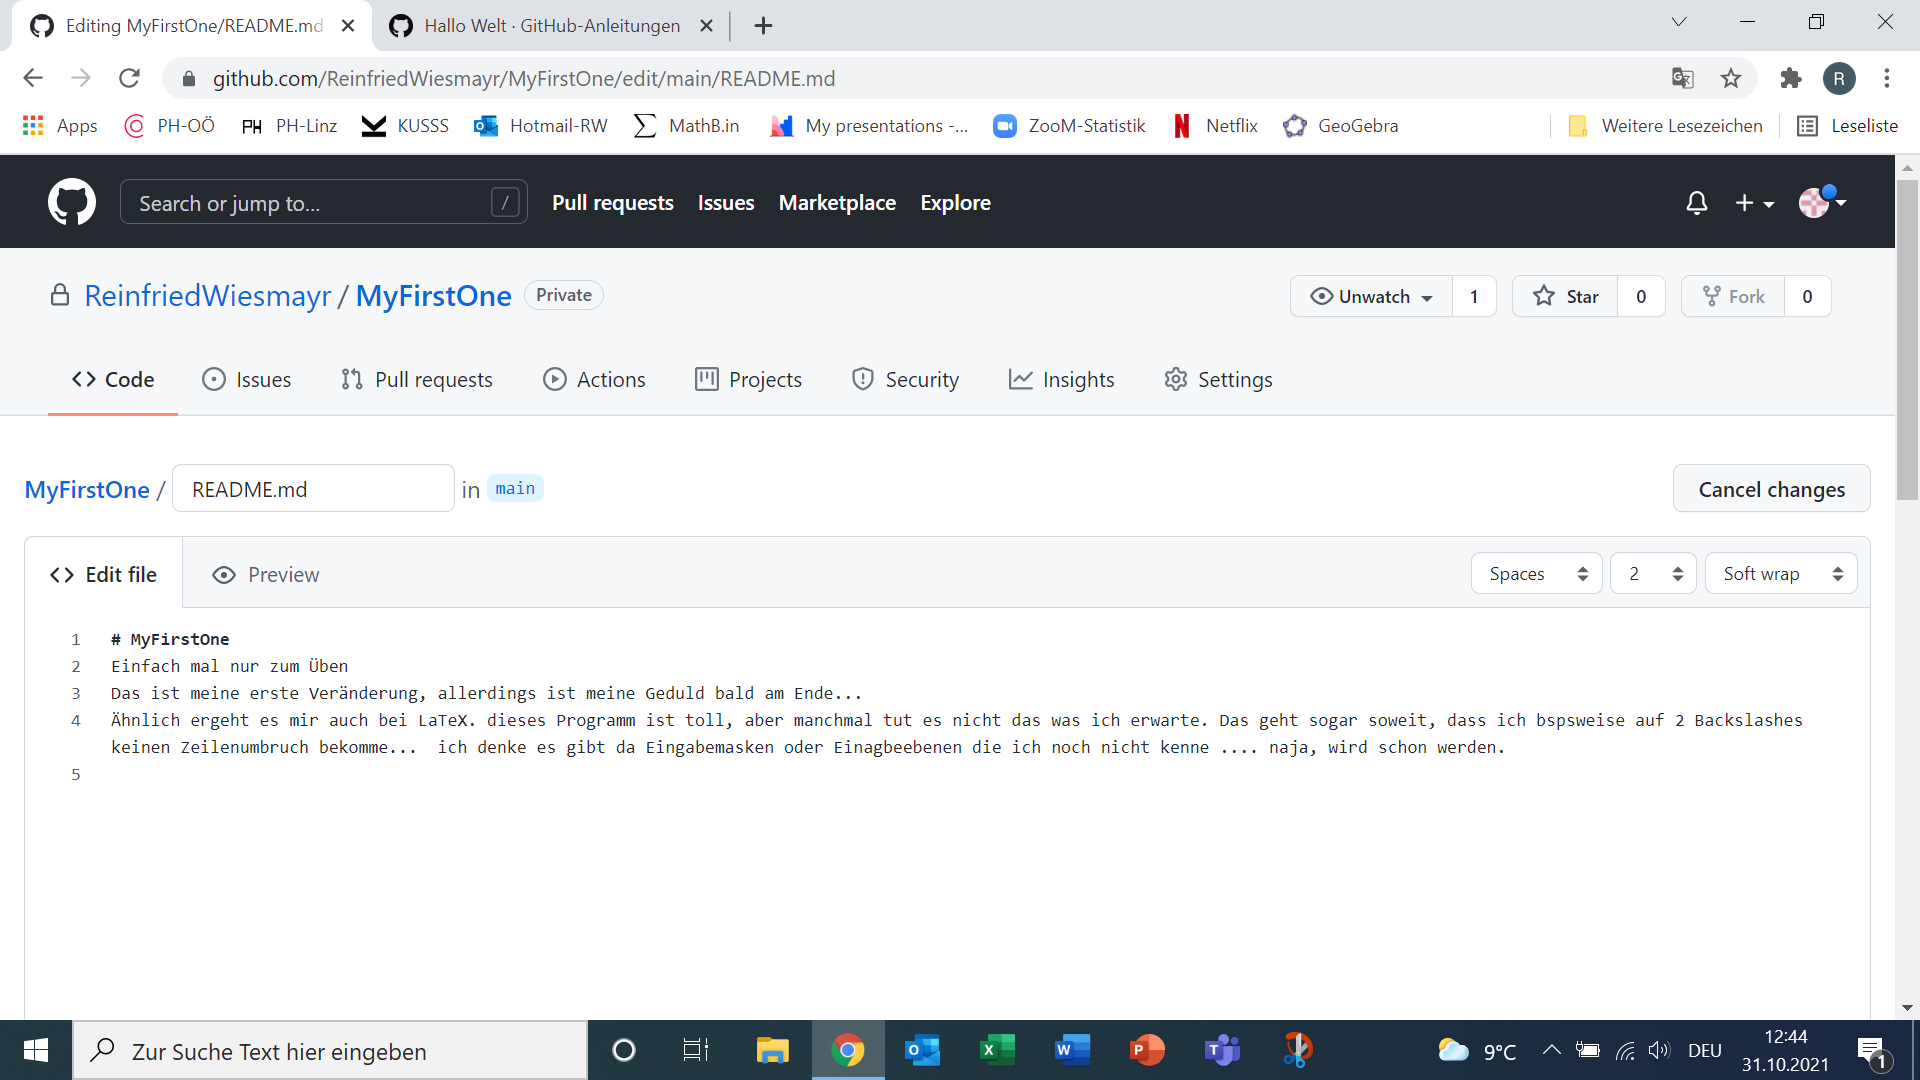 Editing MyFirstOne/README.md
Hallo Welt · GitHub-Anleitungen
github.com/ReinfriedWiesmayr/MyFirstOne/edit/main/README.md
R
Apps PH-OÖ PH PH-Linz KUSSS Hotmail-RW MathB.in My presentations -... ZooM-Statistik Netflix GeoGebra Weitere Lesezeichen Leseliste
Search or jump to... / Pull requests Issues Marketplace Explore
ReinfriedWiesmayr / MyFirstOne Private Unwatch 1 Star 0 Fork 0
Code Issues Pull requests Actions Projects Security Insights Settings
MyFirstOne / README.md in main Cancel changes
Edit file Preview Spaces 2 Soft wrap
1 # MyFirstOne
2 Einfach mal nur zum Üben
3 Das ist meine erste Veränderung, allerdings ist meine Geduld bald am Ende...
4 Ähnlich ergeht es mir auch bei LaTeX. dieses Programm ist toll, aber manchmal tut es nicht das was ich erwarte. Das geht sogar soweit, dass ich bspsweise auf 2 Backslashes
keinen Zeilenumbruch bekomme...  ich denke es gibt da Eingabemasken oder Einagbeebenen die ich noch nicht kenne .... naja, wird schon werden.
5
Zur Suche Text hier eingeben 9°C DEU 12:44
31.10.2021
1